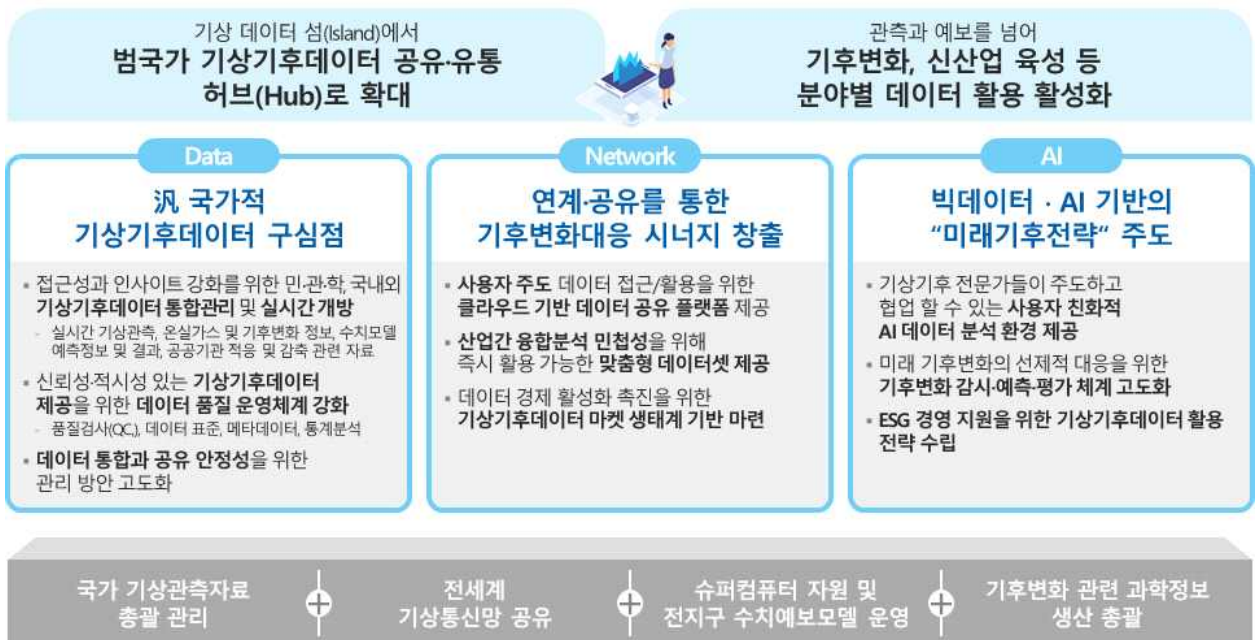 기상 데이터 섬(Island)에서
범국가 기상기후데이터 공유·유통
허브(Hub)로 확대
관측과 예보를 넘어
기후변화, 신산업 육성 등
분야별 데이터 활용 활성화
Data
汎 국가적
기상기후데이터 구심점
• 접근성과 인사이트 강화를 위한 민·관·학, 국내외
기상기후데이터 통합관리 및 실시간 개방
- 실시간 기상관측, 온실가스 및 기후변화 정보, 수치모델
예측정보 및 결과, 공공기관 적응 및 감축 관련 자료
• 신뢰성·적시성 있는 기상기후데이터
제공을 위한 데이터 품질 운영체계 강화
- 품질검사(QC,), 데이터 표준, 메타데이터, 통계분석
• 데이터 통합과 공유 안정성을 위한
관리 방안 고도화
Network
연계·공유를 통한
기후변화대응 시너지 창출
• 사용자 주도 데이터 접근/활용을 위한
클라우드 기반 데이터 공유 플랫폼 제공
• 산업간 융합분석 민첩성을 위해
즉시 활용 가능한 맞춤형 데이터셋 제공
• 데이터 경제 활성화 촉진을 위한
기상기후데이터 마켓 생태계 기반 마련
AI
빅데이터 · AI 기반의
“미래기후전략“ 주도
• 기상기후 전문가들이 주도하고
협업 할 수 있는 사용자 친화적
AI 데이터 분석 환경 제공
• 미래 기후변화의 선제적 대응을 위한
기후변화 감시·예측·평가 체계 고도화
• ESG 경영 지원을 위한 기상기후데이터 활용
전략 수립
국가 기상관측자료
총괄 관리
+
전세계
기상통신망 공유
+
슈퍼컴퓨터 자원 및
전지구 수치예보모델 운영
+
기후변화 관련 과학정보
생산 총괄